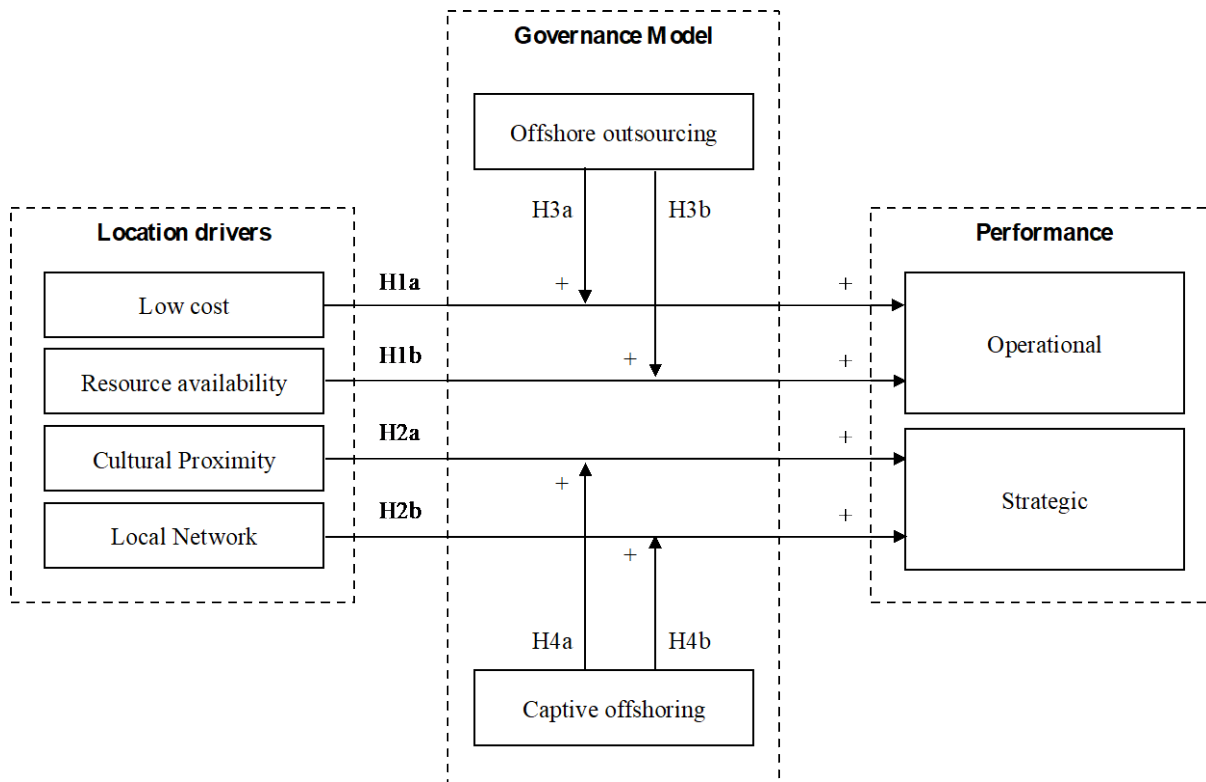 Governance Model
Offshore outsourcing
H3a
H3b
Location drivers
Performance
Low cost
H1a
+
+
Operational
Resource availability
H1b
+
+
Cultural Proximity
H2a
+
+
Strategic
Local Network
H2b
+
+
H4a
H4b
Captive offshoring